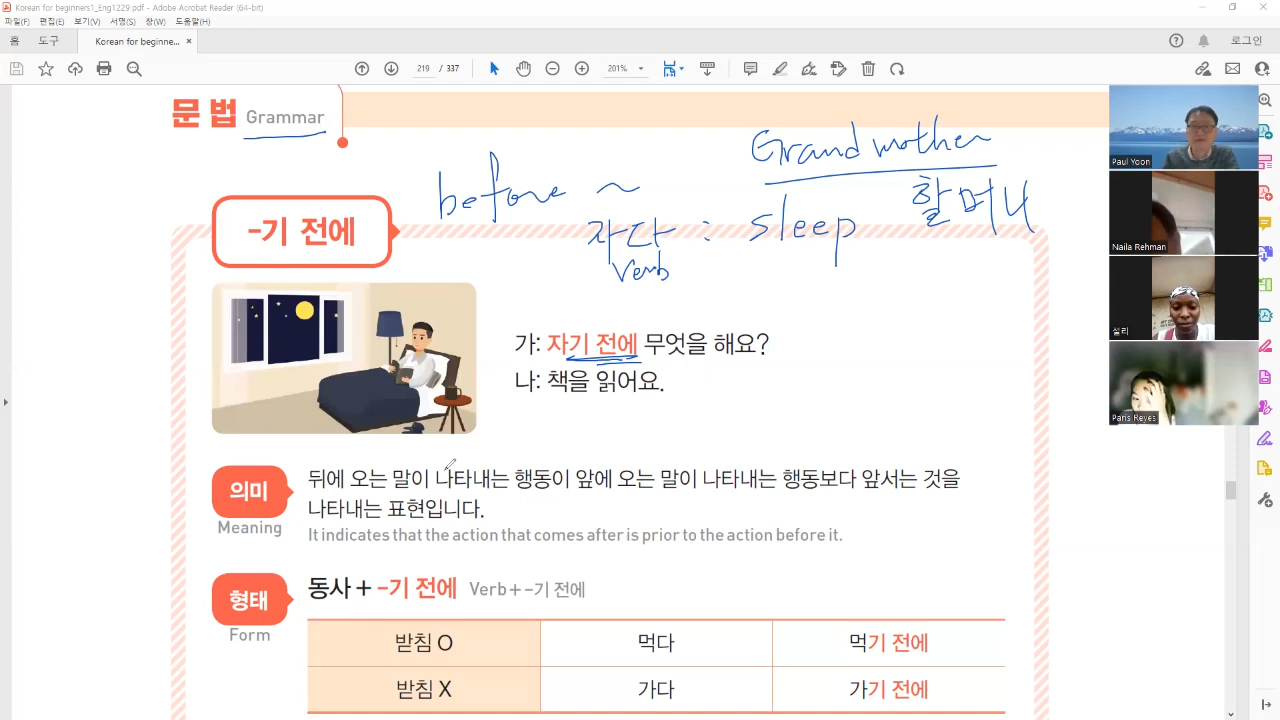 Korean for beginners1_Eng1229.pdf - Adobe Acrobat Reader (64-bit)
파일(F) 편집(E) 보기(V) 서명(S) 창(W) 도움말(H)
홈 도구 Korean for beginne... × 로그인
219 / 337 201%
문 법 Grammar
before ~
Grand mother
할머니
자다 : sleep
verb
-기 전에
가: 자기 전에 무엇을 해요?
나: 책을 읽어요.
의미
Meaning
뒤에 오는 말이 나타내는 행동이 앞에 오는 말이 나타내는 행동보다 앞서는 것을
나타내는 표현입니다.
It indicates that the action that comes after is prior to the action before it.
형태
Form
동사 + -기 전에 Verb + -기 전에
받침 O 먹다 먹기 전에
받침 X 가다 가기 전에
Paul Yoon
Naila Rehman
설리
Paris Reyes